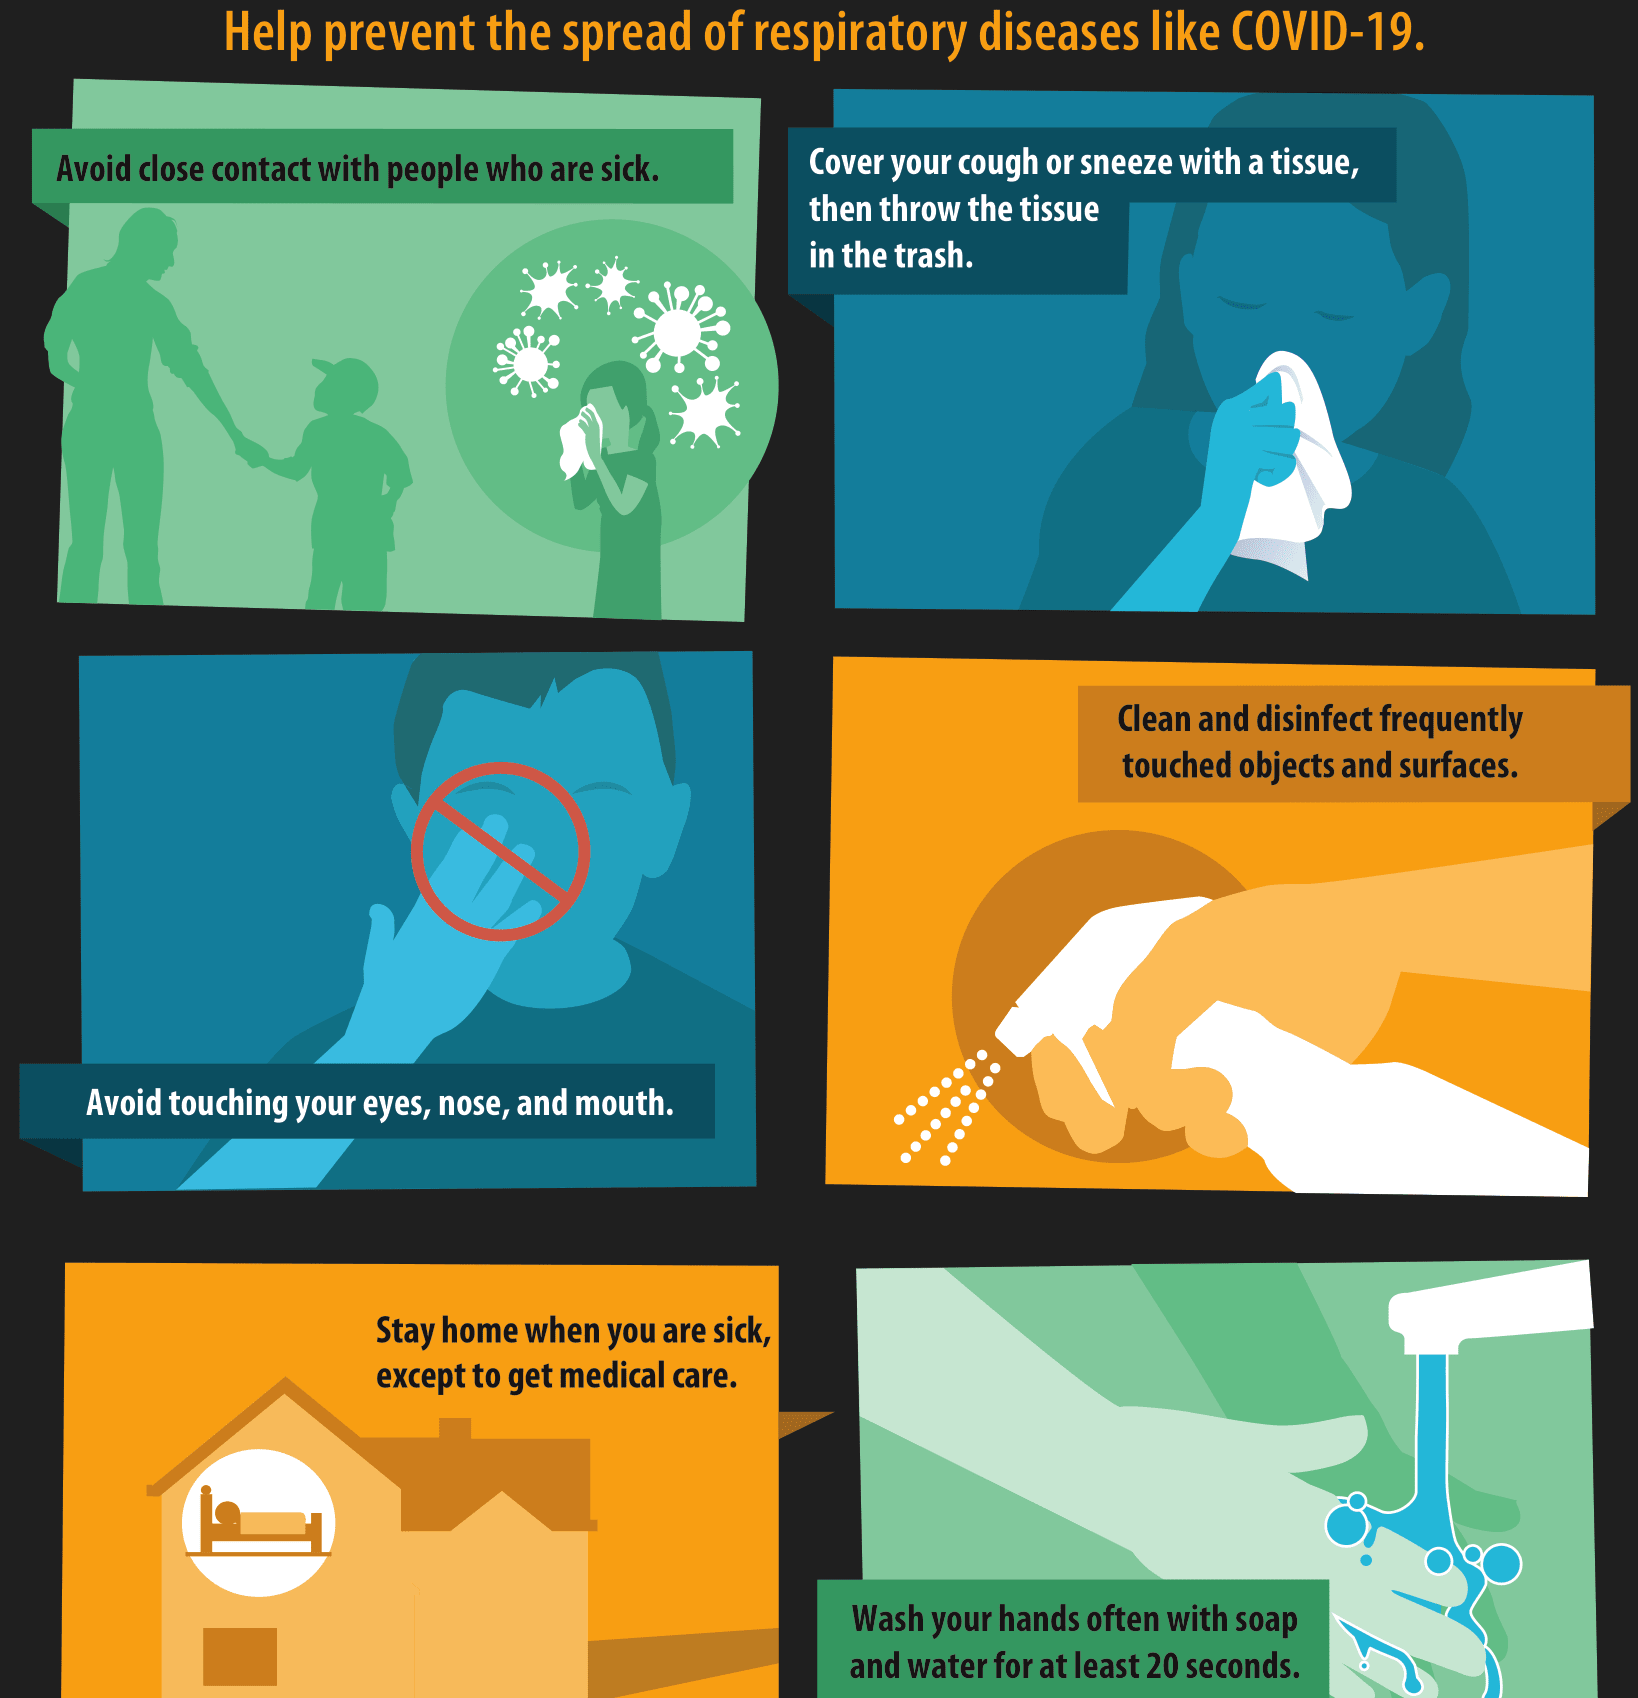 Help prevent the spread of respiratory diseases like COVID-19.
Avoid close contact with people who are sick.
Cover your cough or sneeze with a tissue,
then throw the tissue
in the trash.
Avoid touching your eyes, nose, and mouth.
Clean and disinfect frequently
touched objects and surfaces.
Stay home when you are sick,
except to get medical care.
Wash your hands often with soap
and water for at least 20 seconds.